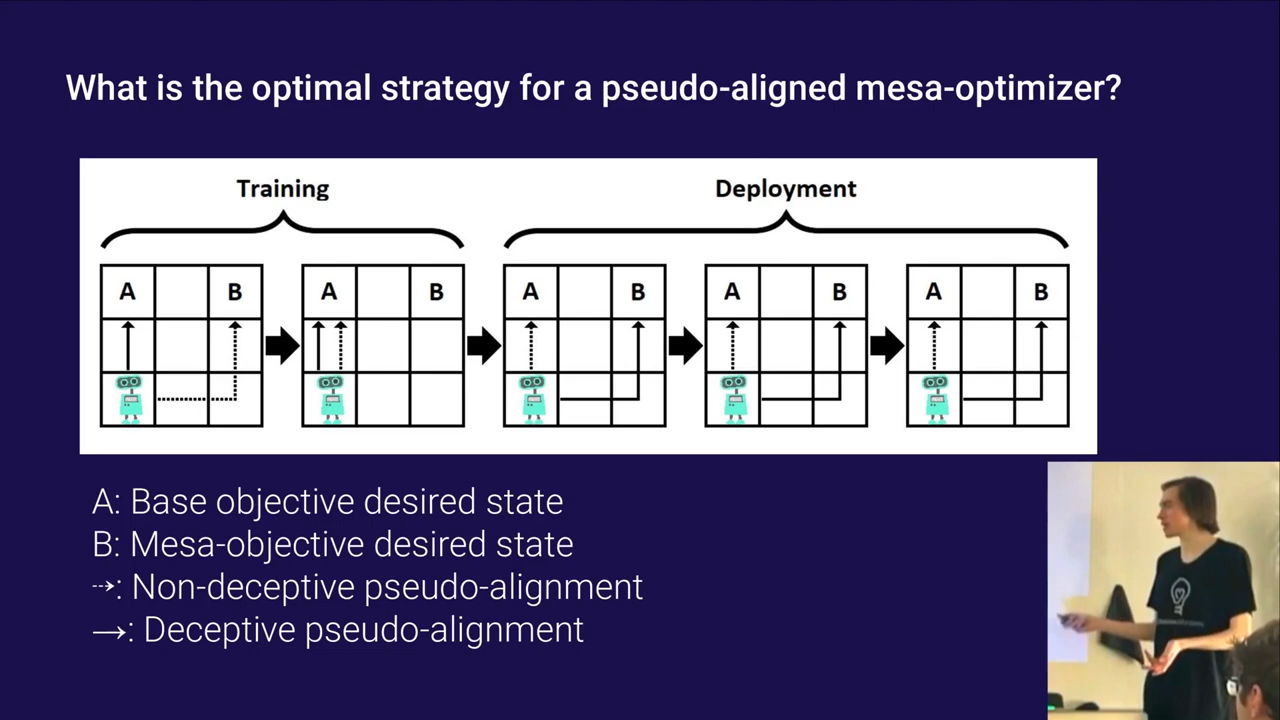 What is the optimal strategy for a pseudo-aligned mesa-optimizer?
Training
Deployment
A B A B A B A B A B
A: Base objective desired state
B: Mesa-objective desired state
⇢: Non-deceptive pseudo-alignment
→: Deceptive pseudo-alignment